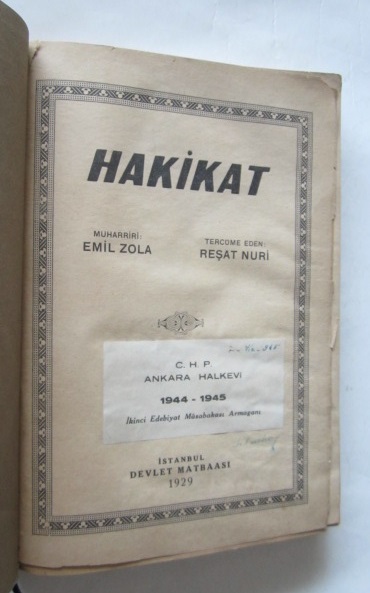 HAKİKAT
MUHARRİRİ:
EMİL ZOLA
TERCOME EDEN:
REŞAT NURİ
C. H. P.
ANKARA HALKEVİ
1944 - 1945
İkinci Edebiyat Müsabakası Armağanı
İSTANBUL
DEVLET MATBAASI
1929